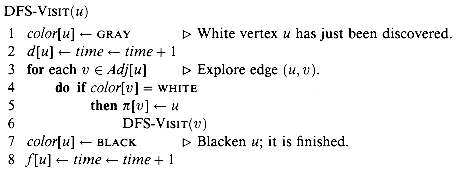 DFS-VISIT(u)
1 color[u] ← GRAY ▷ White vertex u has just been discovered.
2 d[u] ← time ← time + 1
3 for each v ∈ Adj[u] ▷ Explore edge (u, v).
4 do if color[v] = WHITE
5 then π[v] ← u
6 DFS-VISIT(v)
7 color[u] ← BLACK ▷ Blacken u; it is finished.
8 f[u] ← time ← time + 1